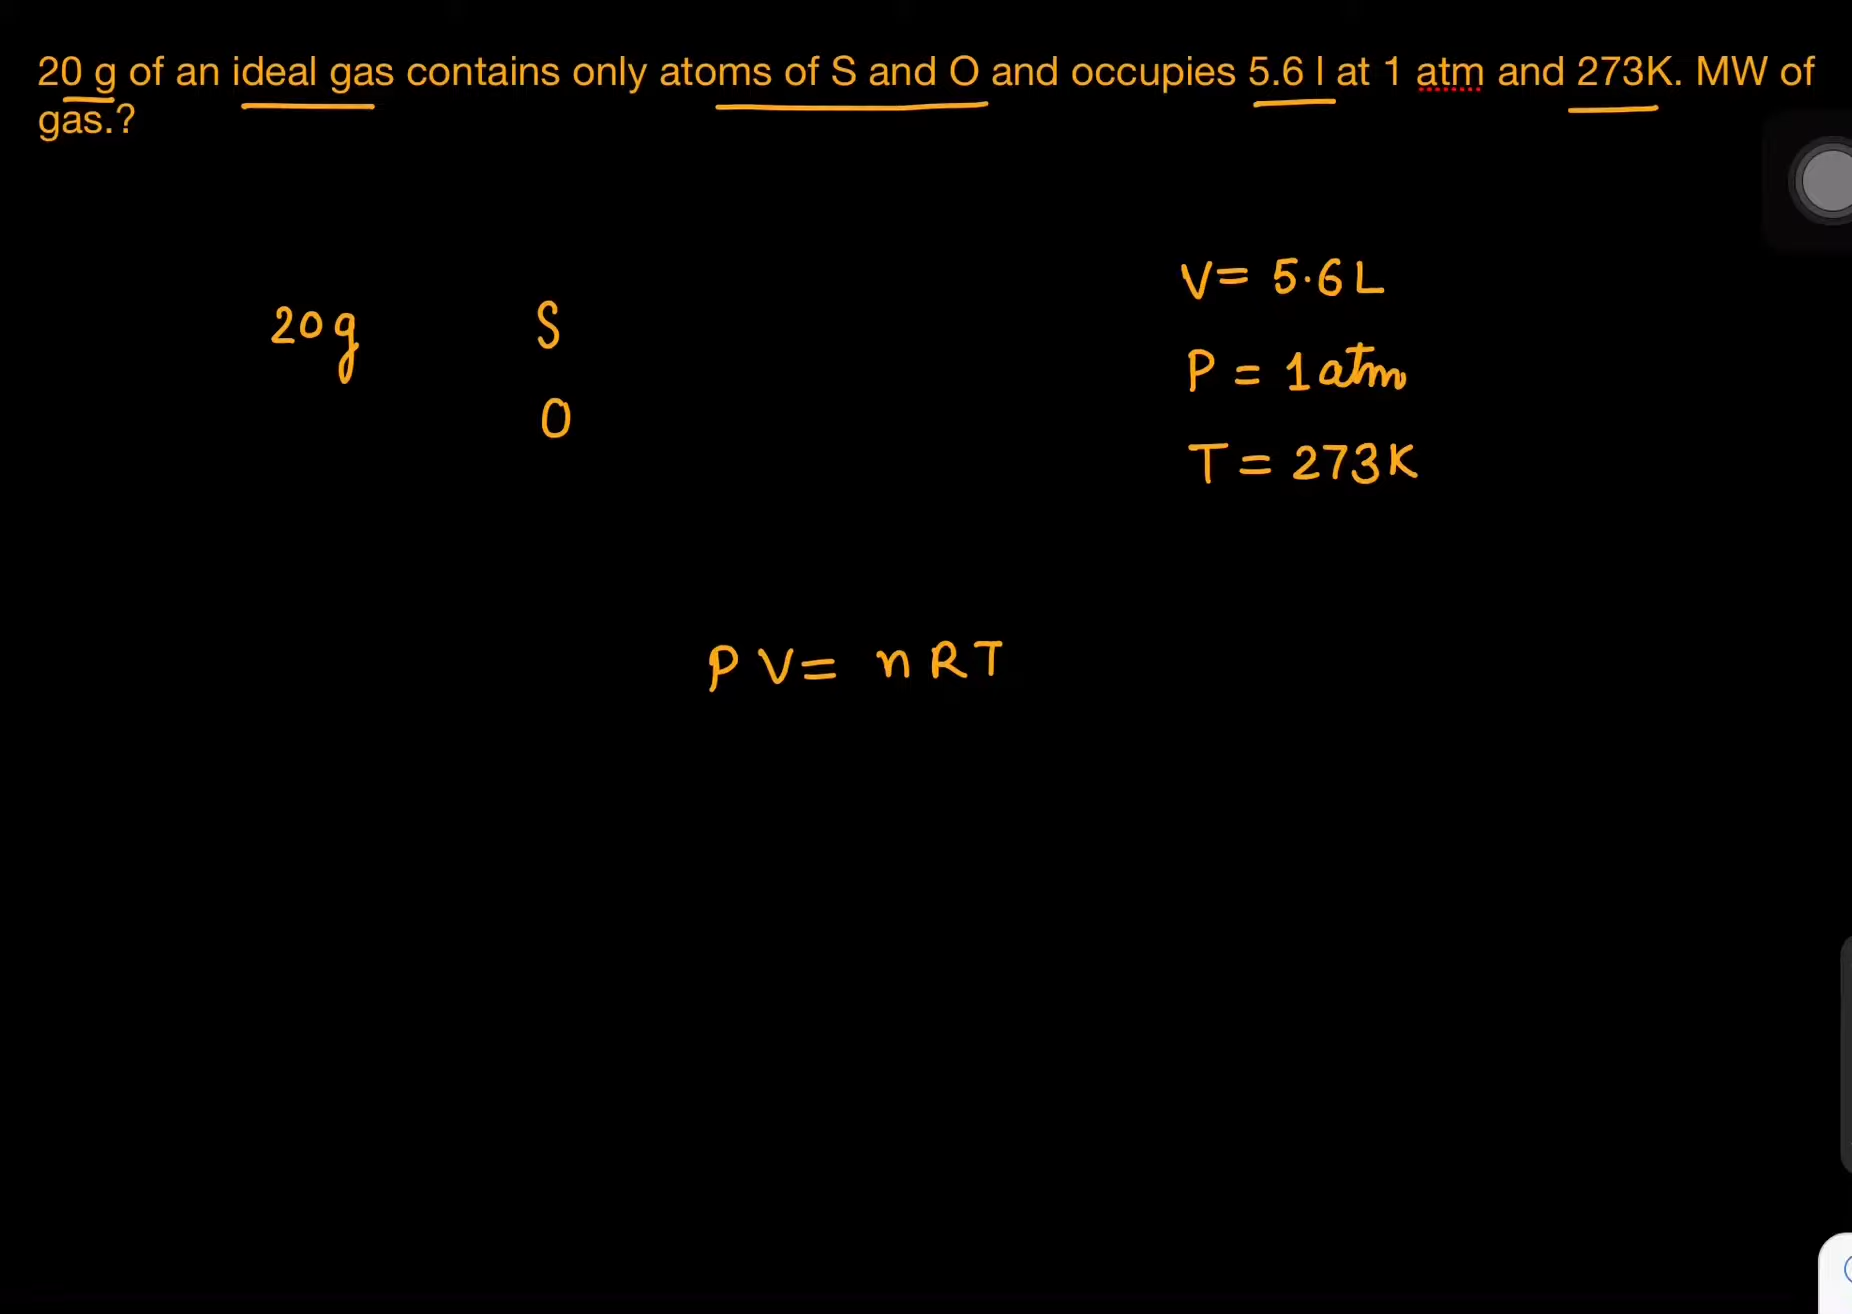 20 g of an ideal gas contains only atoms of S and O and occupies 5.6 l at 1 atm and 273K. MW of
gas.?
V= 5.6 L
20g S
P = 1 atm
O
T = 273K
PV= nRT